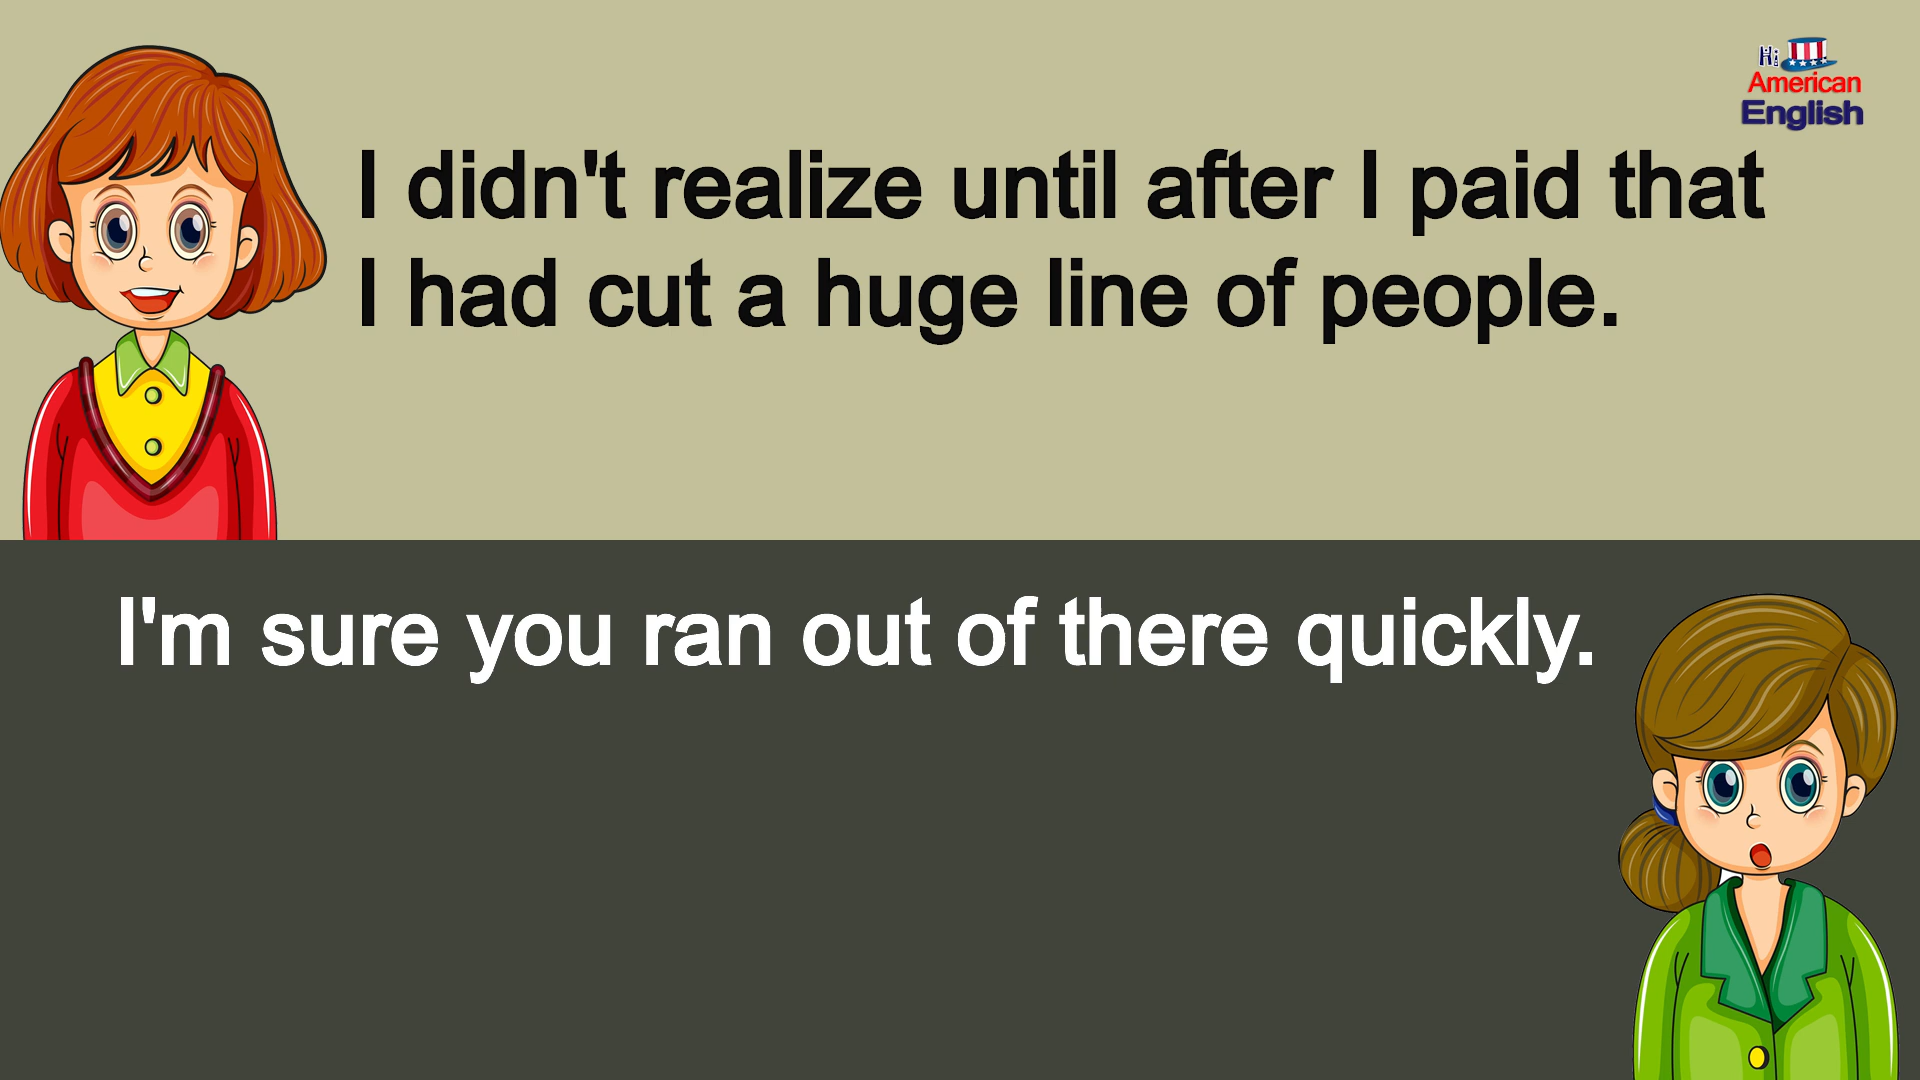 Hi
American
English
I didn't realize until after I paid that
I had cut a huge line of people.
I'm sure you ran out of there quickly.